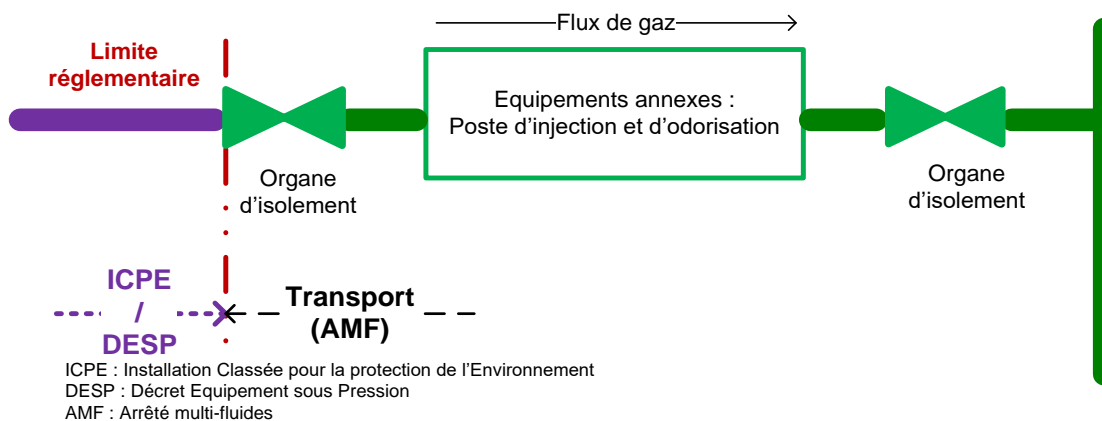 Flux de gaz
Limite
réglementaire
Equipements annexes :
Poste d'injection et d'odorisation
Organe
d'isolement
Organe
d'isolement
ICPE
/
DESP
Transport
(AMF)
ICPE : Installation Classée pour la protection de l'Environnement
DESP : Décret Equipement sous Pression
AMF : Arrêté multi-fluides